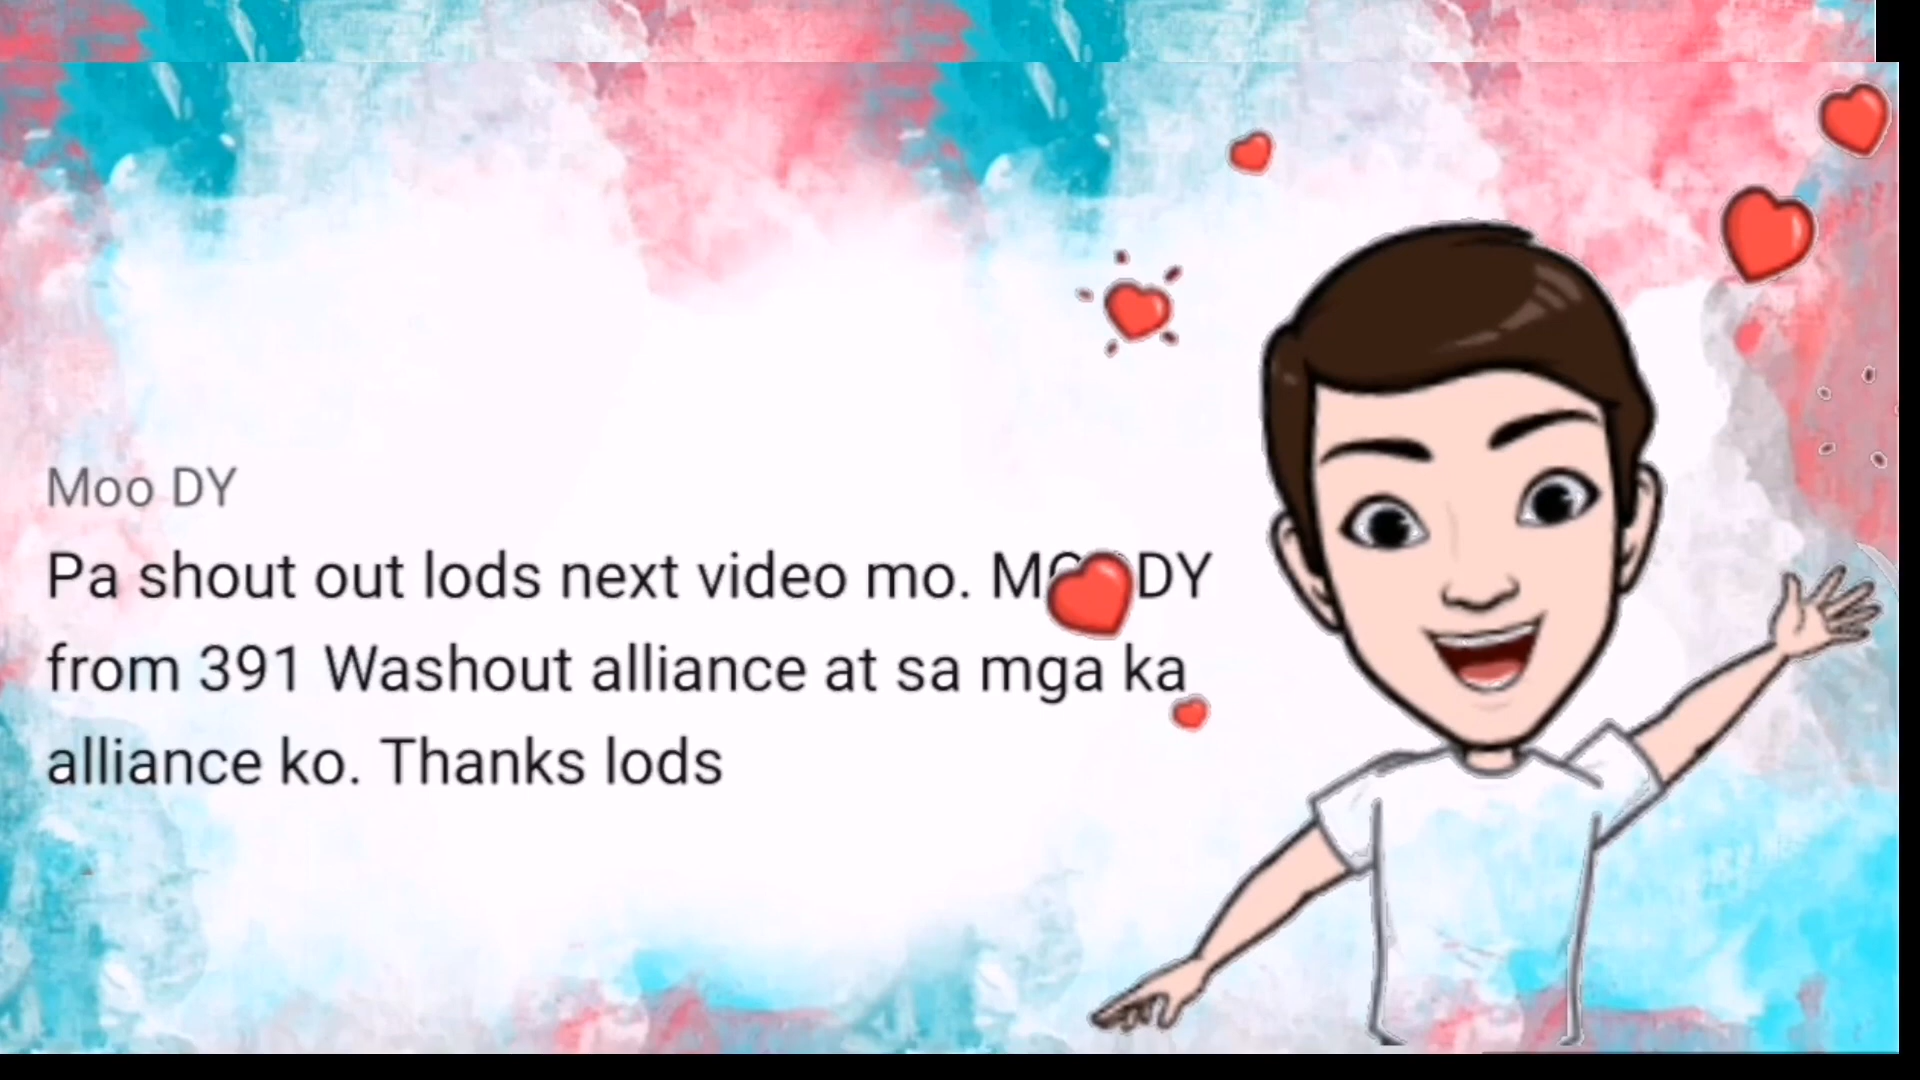 Moo DY
Pa shout out lods next video mo. DY
from 391 Washout alliance at sa mga ka
alliance ko. Thanks lods